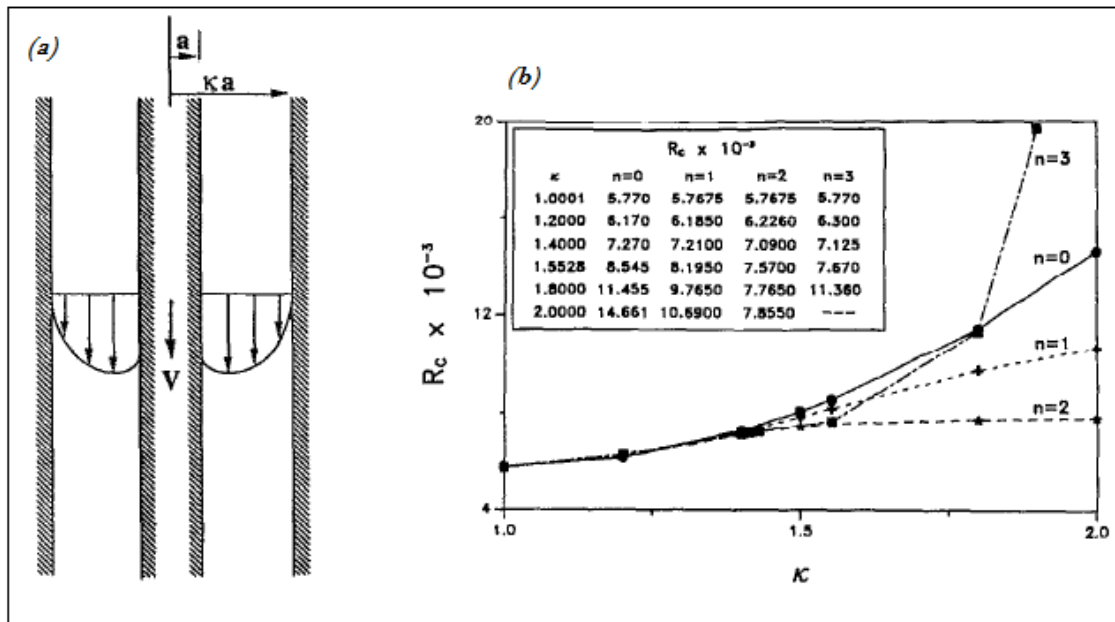 (a)
a
κa
V
(b)
R_c × 10⁻³
κ n=0 n=1 n=2 n=3
1.0001 5.770 5.7675 5.7675 5.770
1.2000 6.170 6.1850 6.2260 6.300
1.4000 7.270 7.2100 7.0900 7.125
1.5528 8.545 8.1950 7.5700 7.670
1.8000 11.455 9.7650 7.7650 11.360
2.0000 14.661 10.6900 7.8550 ---
n=3
n=0
n=1
n=2
20
12
4
R_c × 10⁻³
1.0 1.5 2.0
κ